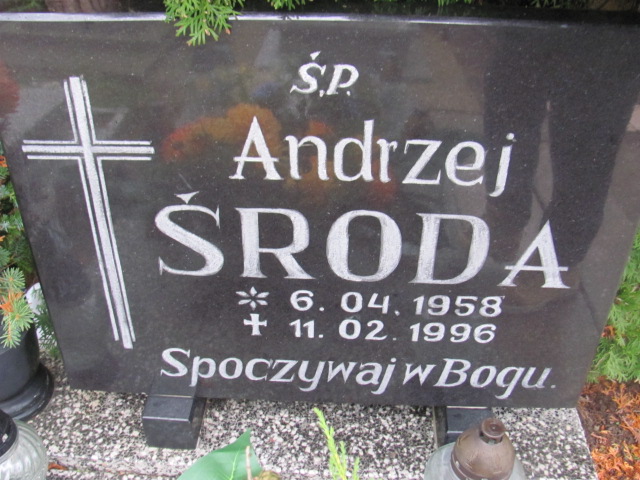 Ś.P.
Andrzej
ŚRODA
* 6. 04. 1958
✝ 11. 02. 1996
Spoczywaj w Bogu.